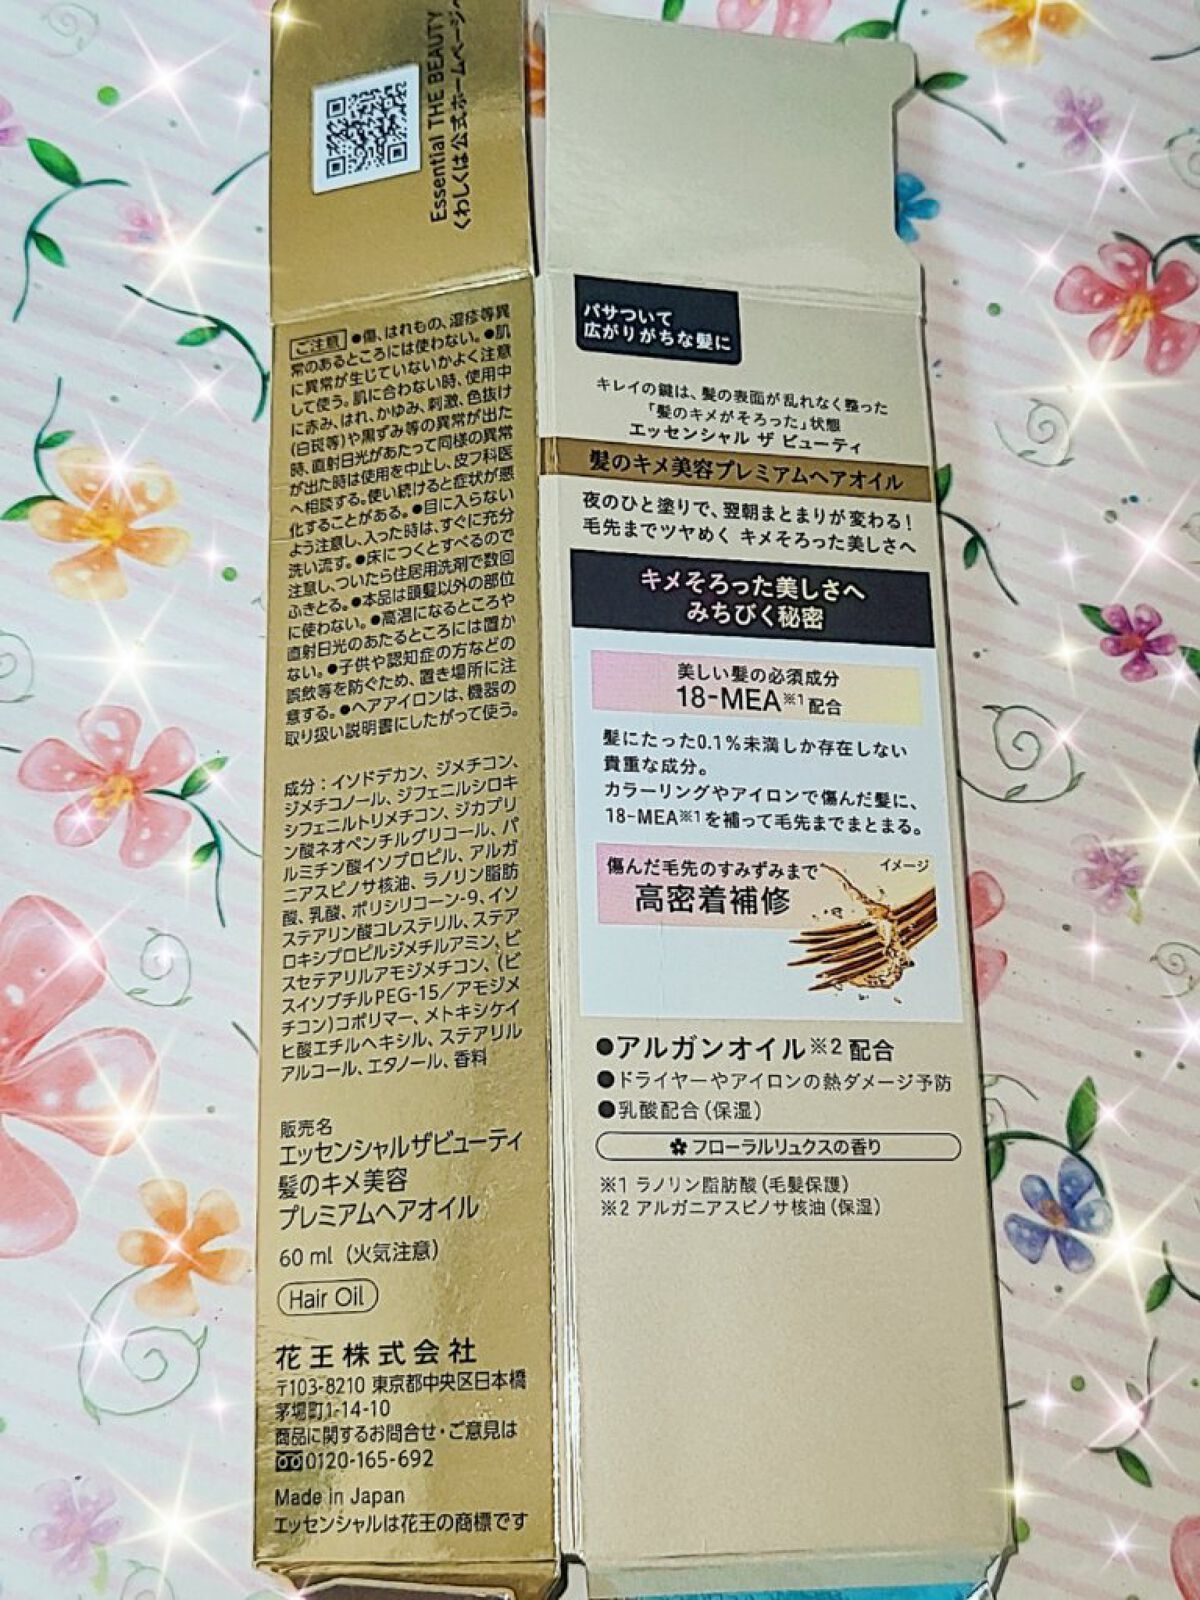 Essential THE BEAUTY
くわしくは公式ホームページへ
ご注意 ●傷、はれもの、湿疹等異
常のあるところには使わない。●肌
に異常が生じていないかよく注意
して使う。肌に合わない時、使用中
に赤み、はれ、かゆみ、刺激、色抜け
(白斑等)や黒ずみ等の異常が出た
時、直射日光があたって同様の異常
が出た時は使用を中止し、皮フ科医
へ相談する。使い続けると症状が悪
化することがある。●目に入らない
よう注意し、入った時は、すぐに充分
洗い流す。●床につくとすべるので
注意し、ついたら住居用洗剤で数回
ふきとる。●本品は頭髪以外の部位
に使わない。●高温になるところや
直射日光のあたるところには置か
ない。●子供や認知症の方などの
誤飲等を防ぐため、置き場所に注
意する。●ヘアアイロンは、機器の
取り扱い説明書にしたがって使う。
成分：イソドデカン、ジメチコン、
ジメチコノール、ジフェニルシロキ
シフェニルトリメチコン、ジカプリ
ン酸ネオペンチルグリコール、パ
ルミチン酸イソプロピル、アルガ
ニアスピノサ核油、ラノリン脂肪
酸、乳酸、ポリシリコーン-9、イソ
ステアリン酸コレステリル、ステア
ロキシプロピルジメチルアミン、ビ
スセテアリルアモジメチコン、(ビ
スイソブチルPEG-15／アモジメ
チコン)コポリマー、メトキシケイ
ヒ酸エチルヘキシル、ステアリル
アルコール、エタノール、香料
販売名
エッセンシャルザビューティ
髪のキメ美容
プレミアムヘアオイル
60 ml（火気注意）
Hair Oil
花王株式会社
〒103-8210 東京都中央区日本橋
茅場町1-14-10
商品に関するお問合せ・ご意見は
0120-165-692
Made in Japan
エッセンシャルは花王の商標です
パサついて
広がりがちな髪に
キレイの鍵は、髪の表面が乱れなく整った
「髪のキメがそろった」状態
エッセンシャル ザ ビューティ
髪のキメ美容プレミアムヘアオイル
夜のひと塗りで、翌朝まとまりが変わる！
毛先までツヤめく キメそろった美しさへ
キメそろった美しさへ
みちびく秘密
美しい髪の必須成分
18-MEA※1配合
髪にたった0.1%未満しか存在しない
貴重な成分。
カラーリングやアイロンで傷んだ髪に、
18-MEA※1を補って毛先までまとまる。
傷んだ毛先のすみずみまで
イメージ
高密着補修
●アルガンオイル※2 配合
●ドライヤーやアイロンの熱ダメージ予防
●乳酸配合（保湿）
フローラルリュクスの香り
※1 ラノリン脂肪酸（毛髪保護）
※2 アルガニアスピノサ核油（保湿）